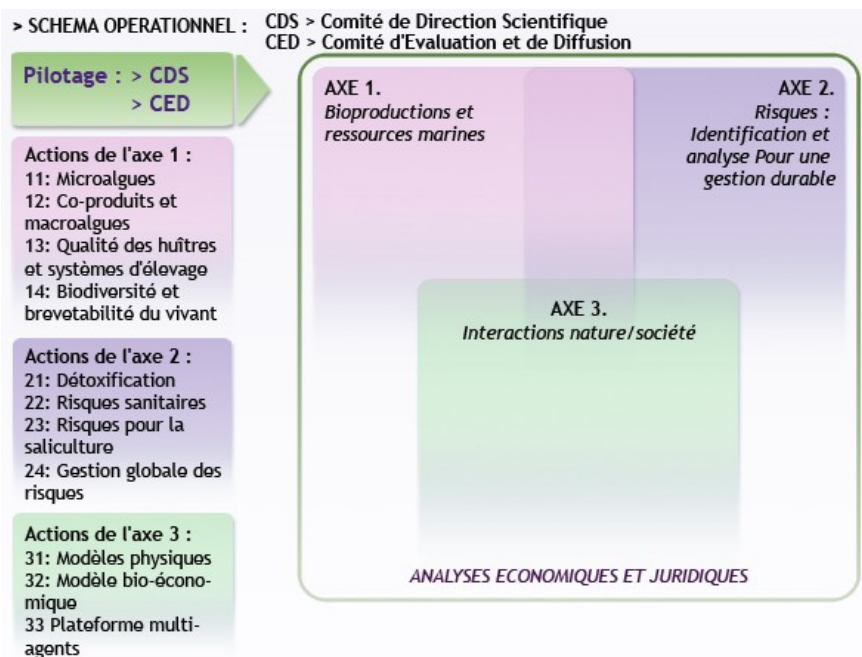 > SCHEMA OPERATIONNEL :
CDS > Comité de Direction Scientifique
CED > Comité d'Evaluation et de Diffusion
Pilotage : > CDS
> CED
Actions de l'axe 1 :
11: Microalgues
12: Co-produits et
macroalgues
13: Qualité des huîtres
et systèmes d'élevage
14: Biodiversité et
brevetabilité du vivant
Actions de l'axe 2 :
21: Détoxification
22: Risques sanitaires
23: Risques pour la
saliculture
24: Gestion globale des
risques
Actions de l'axe 3 :
31: Modèles physiques
32: Modèle bio-écono-
mique
33 Plateforme multi-
agents
AXE 1.
Bioproductions et
ressources marines
AXE 2.
Risques :
Identification et
analyse Pour une
gestion durable
AXE 3.
Interactions nature/société
ANALYSES ECONOMIQUES ET JURIDIQUES